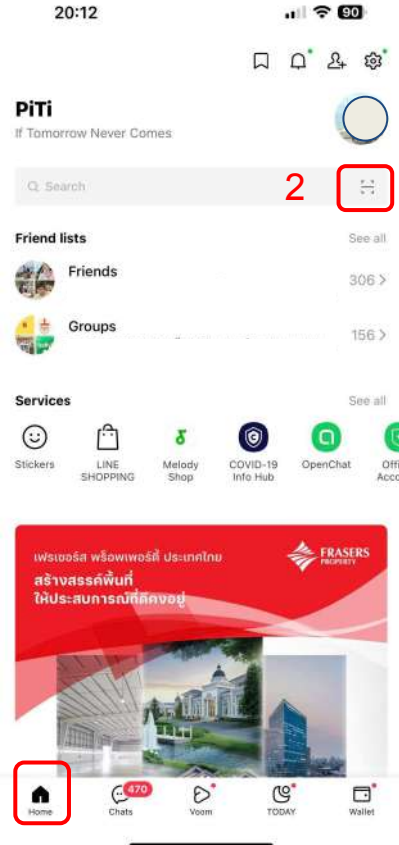 20:12
90
PiTi
If Tomorrow Never Comes
Search
2
Friend lists
See all
Friends
306 >
Groups
156 >
Services
See all
Stickers
LINE SHOPPING
Melody Shop
COVID-19 Info Hub
OpenChat
Offi
Acco
เฟรเซอร์ส พร็อพเพอร์ตี้ ประเทศไทย
สร้างสรรค์พื้นที่
ให้ประสบการณ์ที่ดีคงอยู่
FRASERS
PROPERTY
470
Home
Chats
Voom
TODAY
Wallet